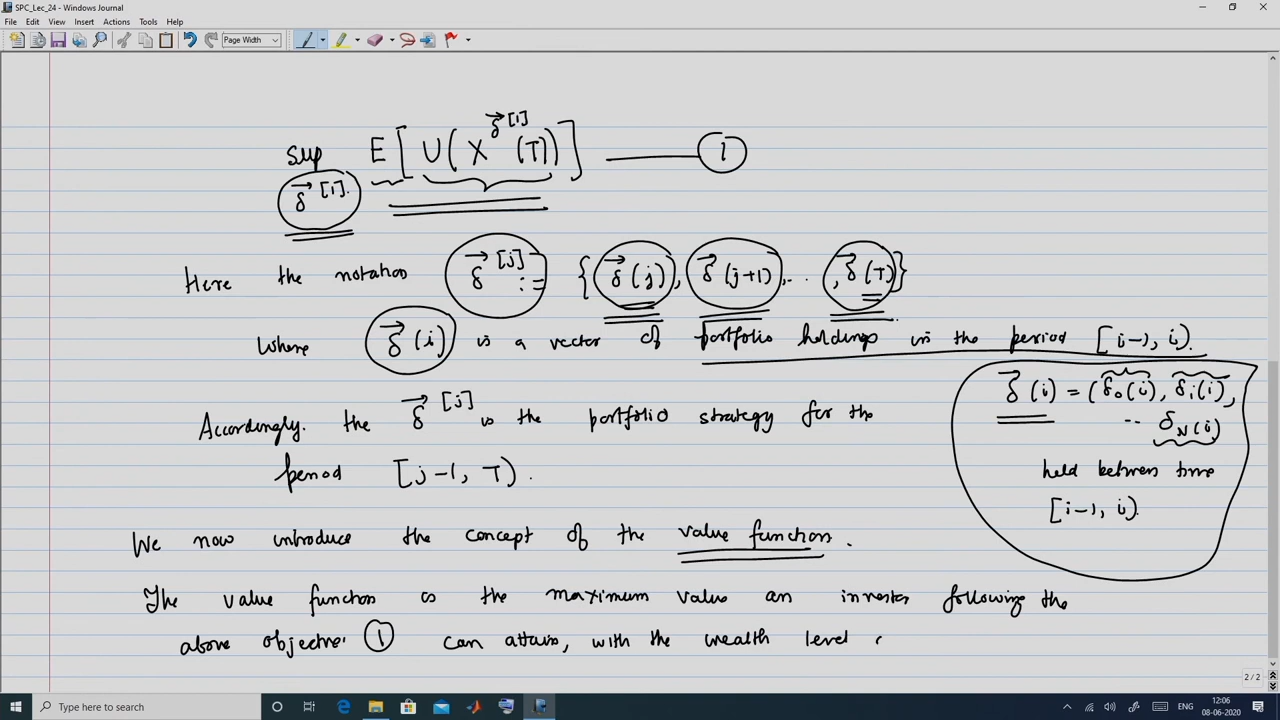 SPC_Lec_24 - Windows Journal
File Edit View Insert Actions Tools Help
Page Width
sup E[U(X^{δ⃗^{[1]}}(T))] ——— ①
δ⃗^{[1]}.
Here the notation δ⃗^{[j]} := {δ⃗(j), δ⃗(j+1), . . , δ⃗(T)}
Where δ⃗(i) is a vector of portfolio holdings in the period [i-1, i).
δ⃗(i) = (δ₀(i), δ₁(i),
.. δ_N(i)
held between time
[i-1, i).
Accordingly. the δ⃗^{[j]} is the portfolio strategy for the
period [j-1, T).
We now introduce the concept of the value function.
The value function is the maximum value an investor following the
above objective ① can attain, with the wealth level
2/2
Type here to search
ENG
12:06
08-06-2020